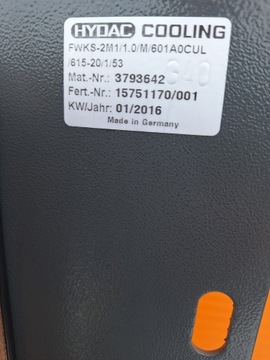 HYDAC COOLING
FWKS-2M1/1.0/M/601A0CUL
/615-20/1/53
Mat.-Nr.: 3793642
Fert.-Nr.: 15751170/001
KW/Jahr: 01/2016
Made in Germany